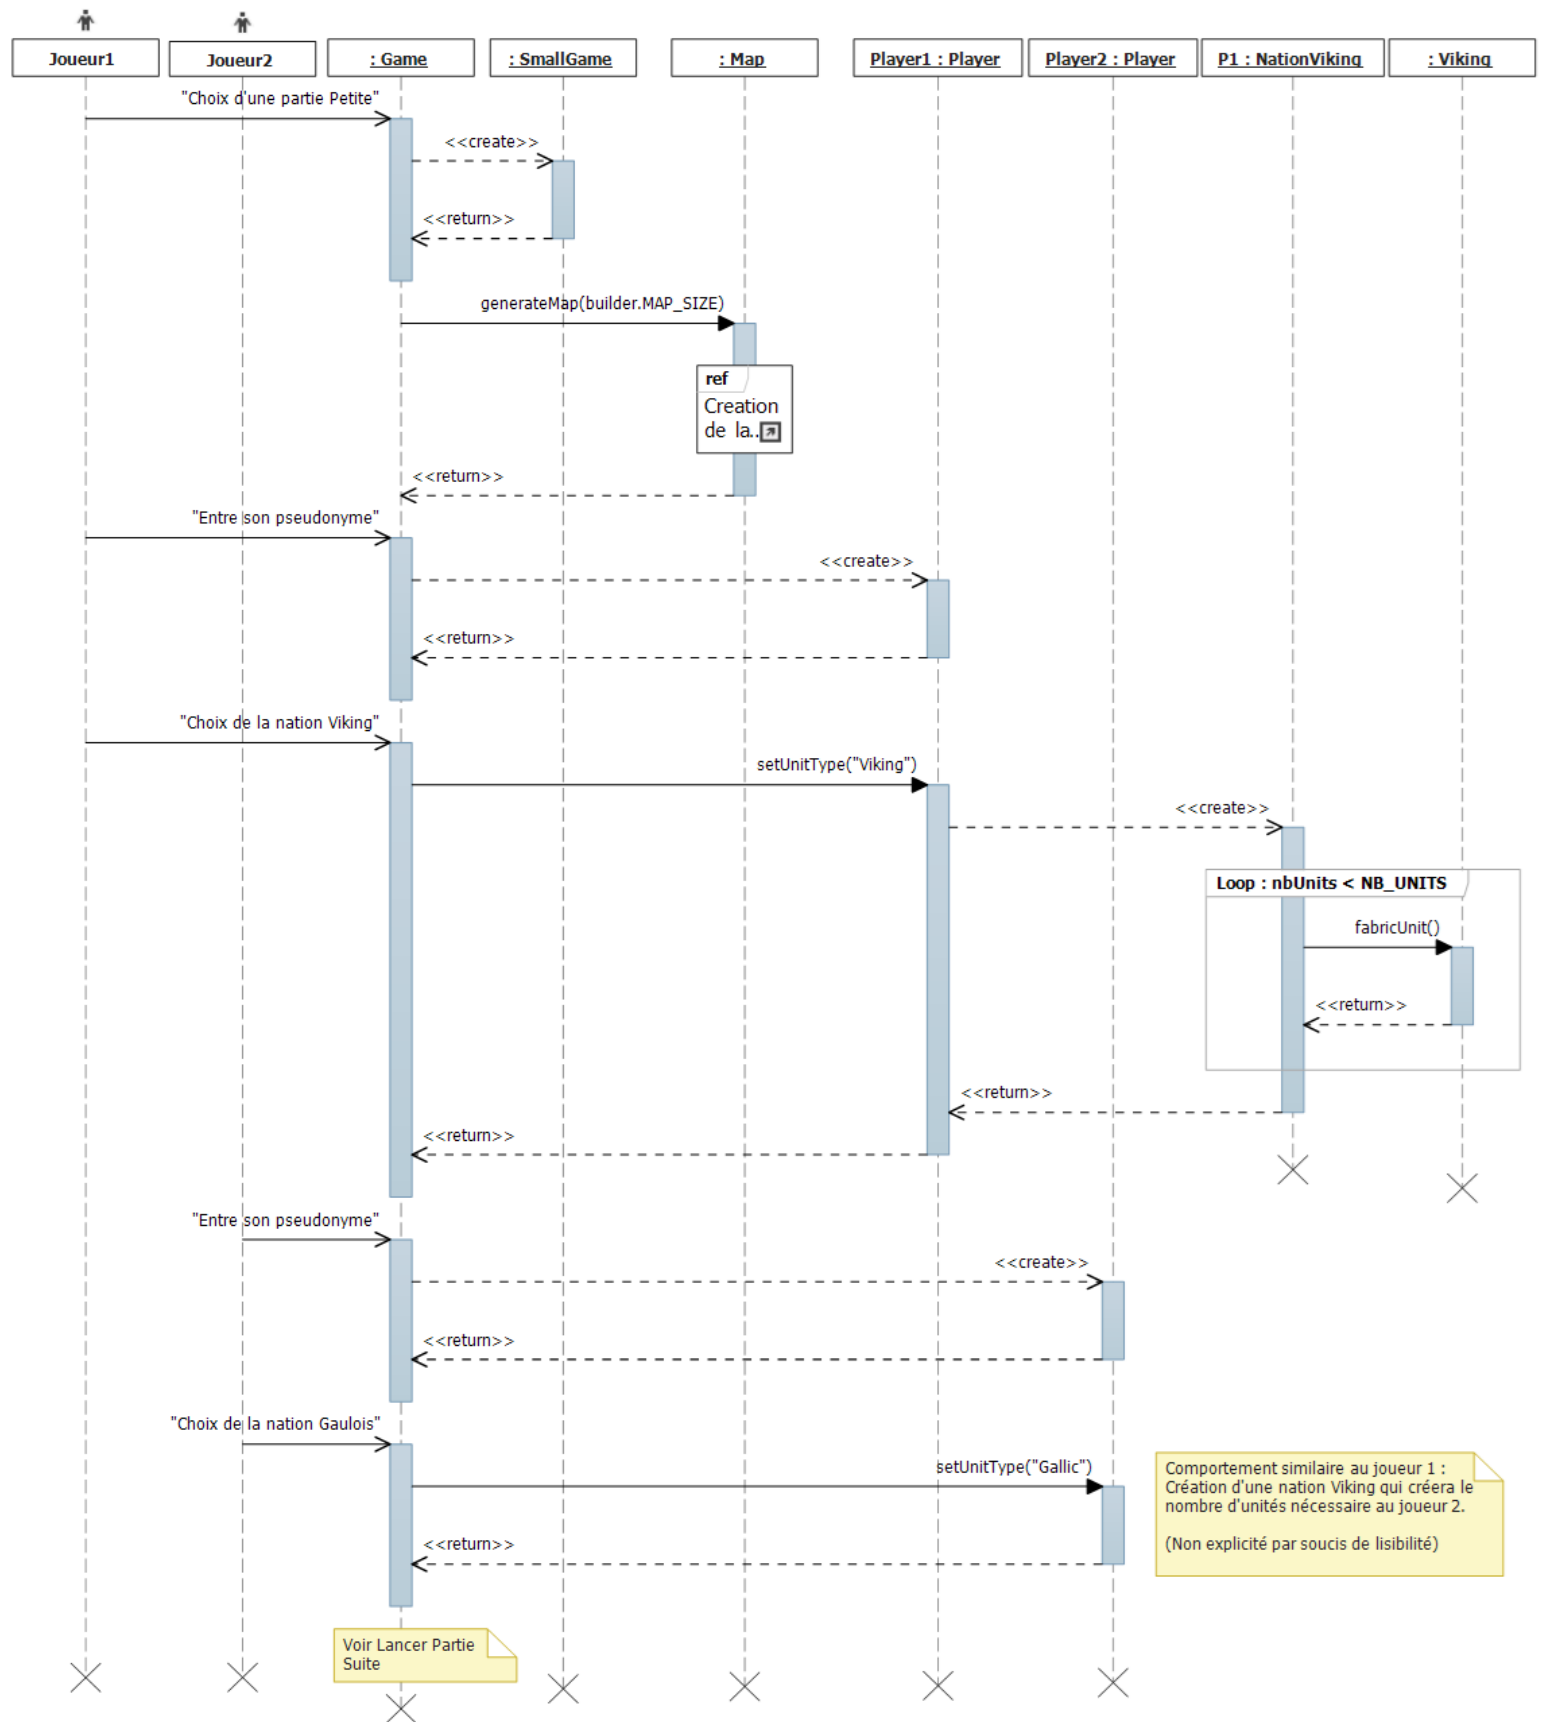 Joueur1
Joueur2
: Game
: SmallGame
: Map
Player1 : Player
Player2 : Player
P1 : NationViking
: Viking
"Choix d'une partie Petite"
<<create>>
<<return>>
generateMap(builder.MAP_SIZE)
ref
Creation
de la..
<<return>>
"Entre son pseudonyme"
<<create>>
<<return>>
"Choix de la nation Viking"
setUnitType("Viking")
<<create>>
Loop : nbUnits < NB_UNITS
fabricUnit()
<<return>>
<<return>>
<<return>>
"Entre son pseudonyme"
<<create>>
<<return>>
"Choix de la nation Gaulois"
setUnitType("Gallic")
<<return>>
Comportement similaire au joueur 1 :
Création d'une nation Viking qui créera le
nombre d'unités nécessaire au joueur 2.
(Non explicité par soucis de lisibilité)
Voir Lancer Partie
Suite